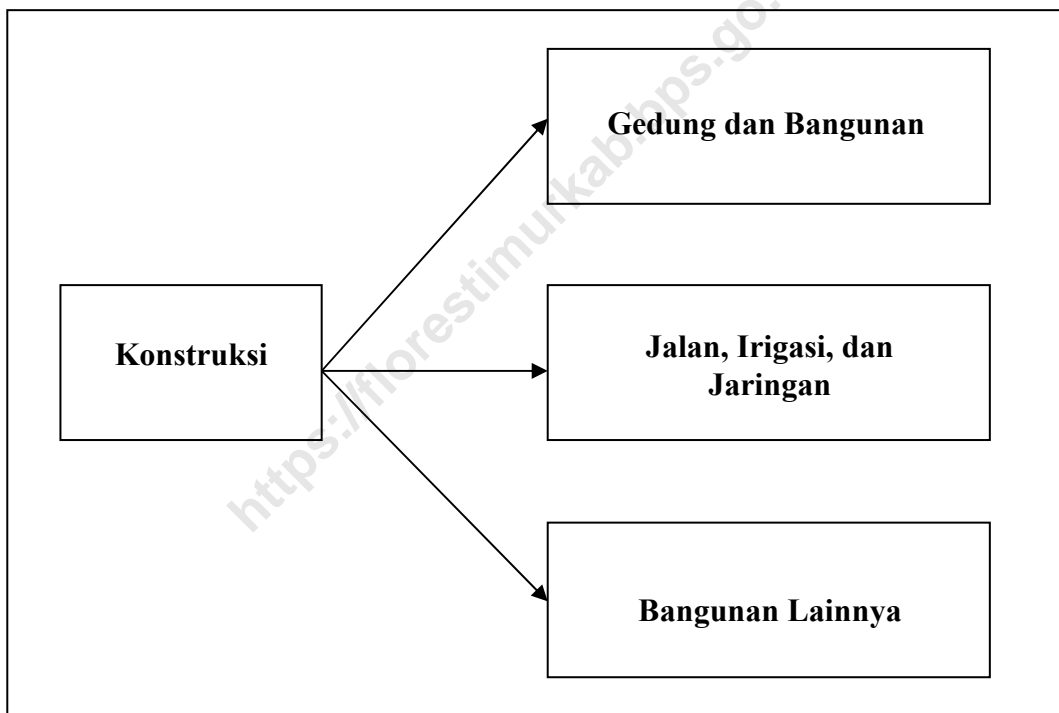 Gedung dan Bangunan
Konstruksi
Jalan, Irigasi, dan
Jaringan
Bangunan Lainnya
https://florestimurkab.bps.go.